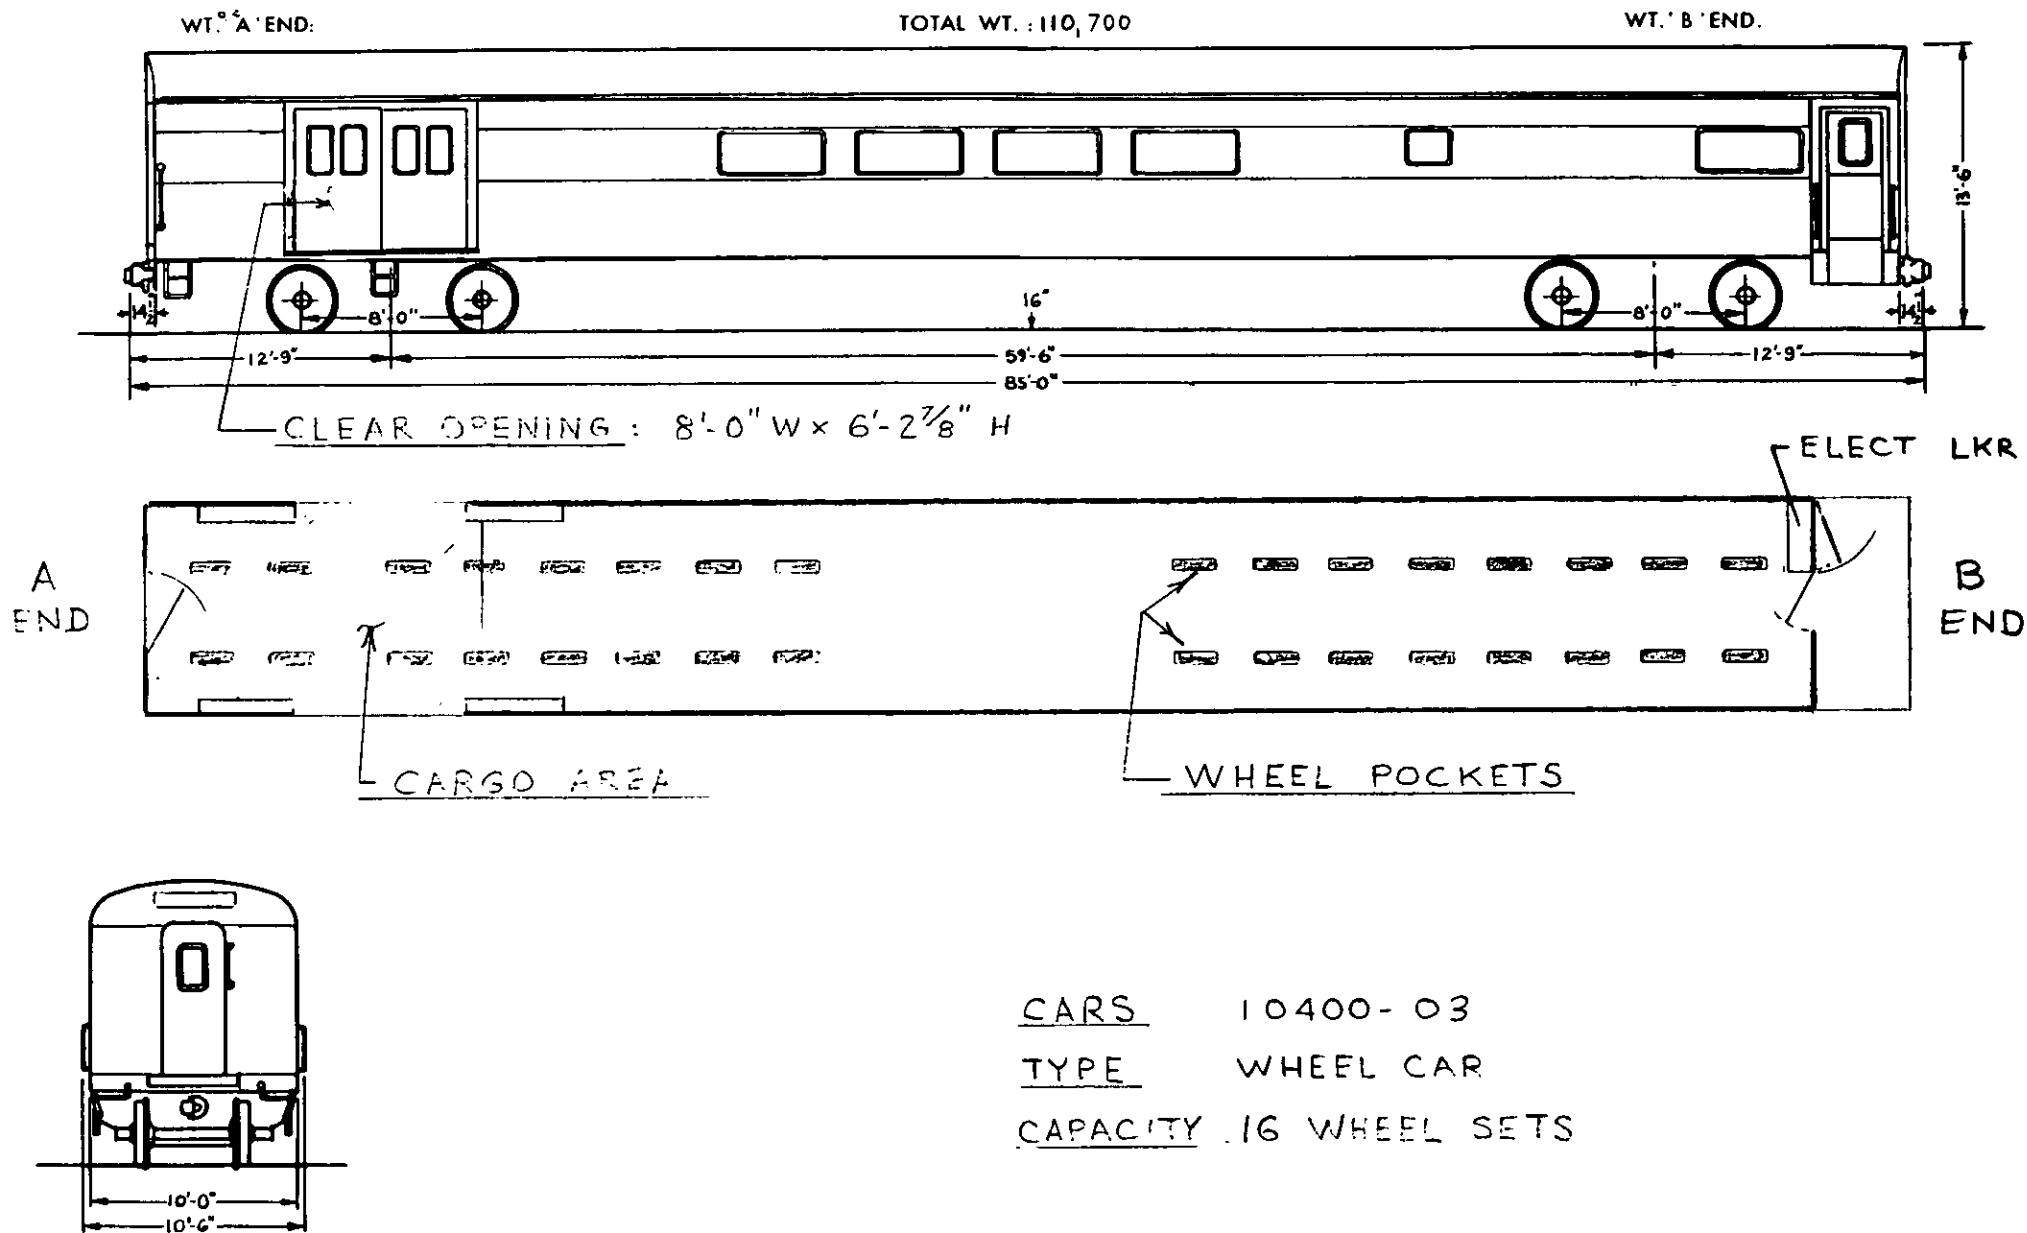 WT. 'A' END:
TOTAL WT. : 110,700
WT. 'B' END.
13'-6"
14½
8'-0"
16"
8'-0"
14½
12'-9"
59'-6"
12'-9"
85'-0"
CLEAR OPENING : 8'-0" W x 6'-2⅞" H
ELECT LKR
A
END
B
END
CARGO AREA
WHEEL POCKETS
CARS 10400-03
TYPE WHEEL CAR
CAPACITY 16 WHEEL SETS
10'-0"
10'-6"